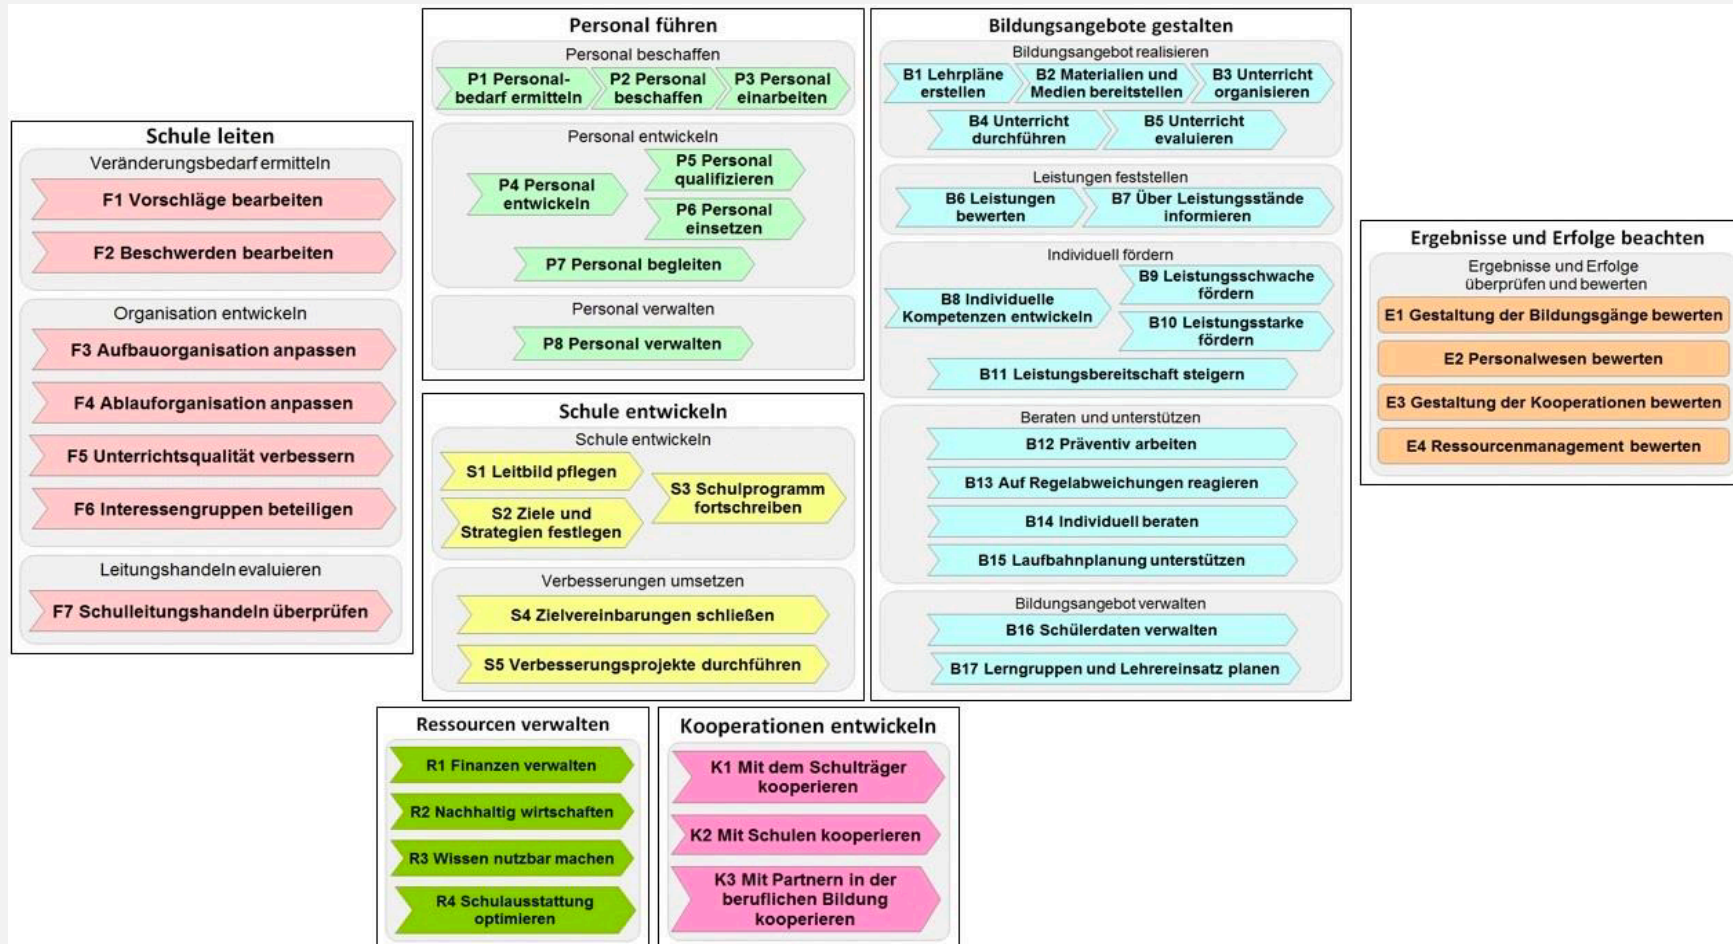 Schule leiten
Veränderungsbedarf ermitteln
F1 Vorschläge bearbeiten
F2 Beschwerden bearbeiten
Organisation entwickeln
F3 Aufbauorganisation anpassen
F4 Ablauforganisation anpassen
F5 Unterrichtsqualität verbessern
F6 Interessengruppen beteiligen
Leitungshandeln evaluieren
F7 Schulleitungshandeln überprüfen
Personal führen
Personal beschaffen
P1 Personal-
bedarf ermitteln
P2 Personal
beschaffen
P3 Personal
einarbeiten
Personal entwickeln
P4 Personal
entwickeln
P5 Personal
qualifizieren
P6 Personal
einsetzen
P7 Personal begleiten
Personal verwalten
P8 Personal verwalten
Schule entwickeln
Schule entwickeln
S1 Leitbild pflegen
S2 Ziele und
Strategien festlegen
S3 Schulprogramm
fortschreiben
Verbesserungen umsetzen
S4 Zielvereinbarungen schließen
S5 Verbesserungsprojekte durchführen
Bildungsangebote gestalten
Bildungsangebot realisieren
B1 Lehrpläne
erstellen
B2 Materialien und
Medien bereitstellen
B3 Unterricht
organisieren
B4 Unterricht
durchführen
B5 Unterricht
evaluieren
Leistungen feststellen
B6 Leistungen
bewerten
B7 Über Leistungsstände
informieren
Individuell fördern
B8 Individuelle
Kompetenzen entwickeln
B9 Leistungsschwache
fördern
B10 Leistungsstarke
fördern
B11 Leistungsbereitschaft steigern
Beraten und unterstützen
B12 Präventiv arbeiten
B13 Auf Regelabweichungen reagieren
B14 Individuell beraten
B15 Laufbahnplanung unterstützen
Bildungsangebot verwalten
B16 Schülerdaten verwalten
B17 Lerngruppen und Lehrereinsatz planen
Ergebnisse und Erfolge beachten
Ergebnisse und Erfolge
überprüfen und bewerten
E1 Gestaltung der Bildungsgänge bewerten
E2 Personalwesen bewerten
E3 Gestaltung der Kooperationen bewerten
E4 Ressourcenmanagement bewerten
Ressourcen verwalten
R1 Finanzen verwalten
R2 Nachhaltig wirtschaften
R3 Wissen nutzbar machen
R4 Schulausstattung
optimieren
Kooperationen entwickeln
K1 Mit dem Schulträger
kooperieren
K2 Mit Schulen kooperieren
K3 Mit Partnern in der
beruflichen Bildung
kooperieren